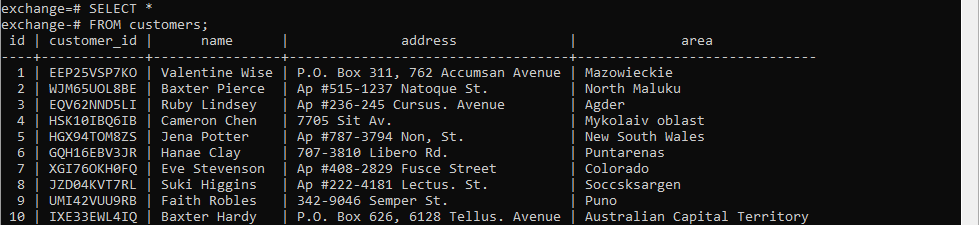 exchange=# SELECT *
exchange-# FROM customers;
 id | customer_id |      name       |              address              |             area
----+-------------+-----------------+-----------------------------------+------------------------------
  1 | EEP25VSP7KO | Valentine Wise | P.O. Box 311, 762 Accumsan Avenue | Mazowieckie
  2 | WJM65UOL8BE | Baxter Pierce | Ap #515-1237 Natoque St. | North Maluku
  3 | EQV62NND5LI | Ruby Lindsey | Ap #236-245 Cursus. Avenue | Agder
  4 | HSK10IBQ6IB | Cameron Chen | 7705 Sit Av. | Mykolaiv oblast
  5 | HGX94TOM8ZS | Jena Potter | Ap #787-3794 Non, St. | New South Wales
  6 | GQH16EBV3JR | Hanae Clay | 707-3810 Libero Rd. | Puntarenas
  7 | XGI76OKH0FQ | Eve Stevenson | Ap #408-2829 Fusce Street | Colorado
  8 | JZD04KVT7RL | Suki Higgins | Ap #222-4181 Lectus. St. | Soccsksargen
  9 | UMI42VUU9RB | Faith Robles | 342-9046 Semper St. | Puno
 10 | IXE33EWL4IQ | Baxter Hardy | P.O. Box 626, 6128 Tellus. Avenue | Australian Capital Territory